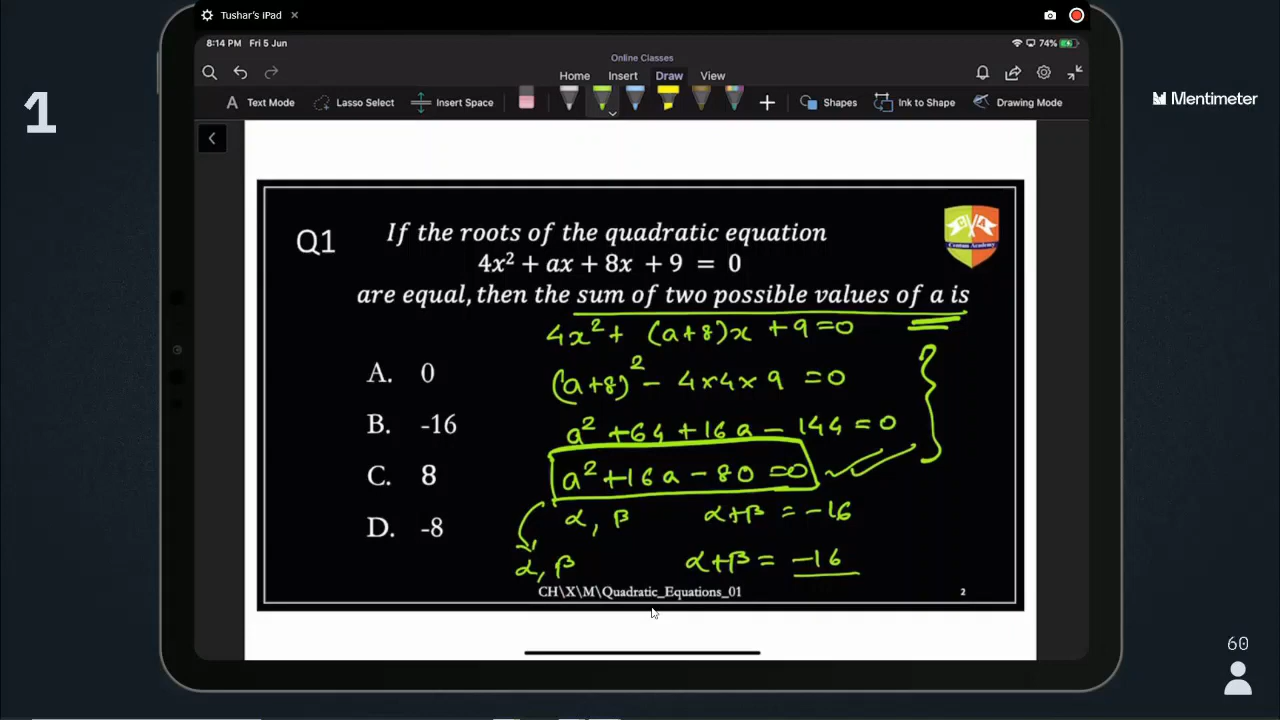 Tushar's iPad ×
8:14 PM Fri 5 Jun
74%
Online Classes
Home Insert Draw View
A Text Mode Lasso Select Insert Space Shapes Ink to Shape Drawing Mode
1
Mentimeter
Q1
If the roots of the quadratic equation
4x² + ax + 8x + 9 = 0
are equal, then the sum of two possible values of a is
4x² + (a+8)x + 9 = 0
A. 0
(a+8)² - 4×4×9 = 0
B. -16
a² + 64 + 16a - 144 = 0
C. 8
a² + 16a - 80 = 0
D. -8
α, β α+β = -16
α, β α+β = -16
CH\X\M\Quadratic_Equations_01
2
60